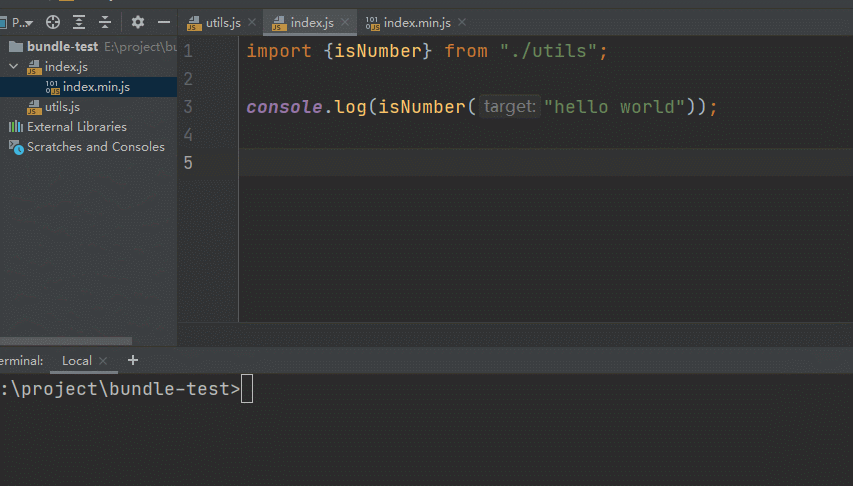 P..
utils.js
index.js
index.min.js
bundle-test E:\project\bu
index.js
index.min.js
utils.js
External Libraries
Scratches and Consoles
1 import {isNumber} from "./utils";
2
3 console.log(isNumber( target: "hello world"));
4
5
erminal: Local +
:\project\bundle-test>